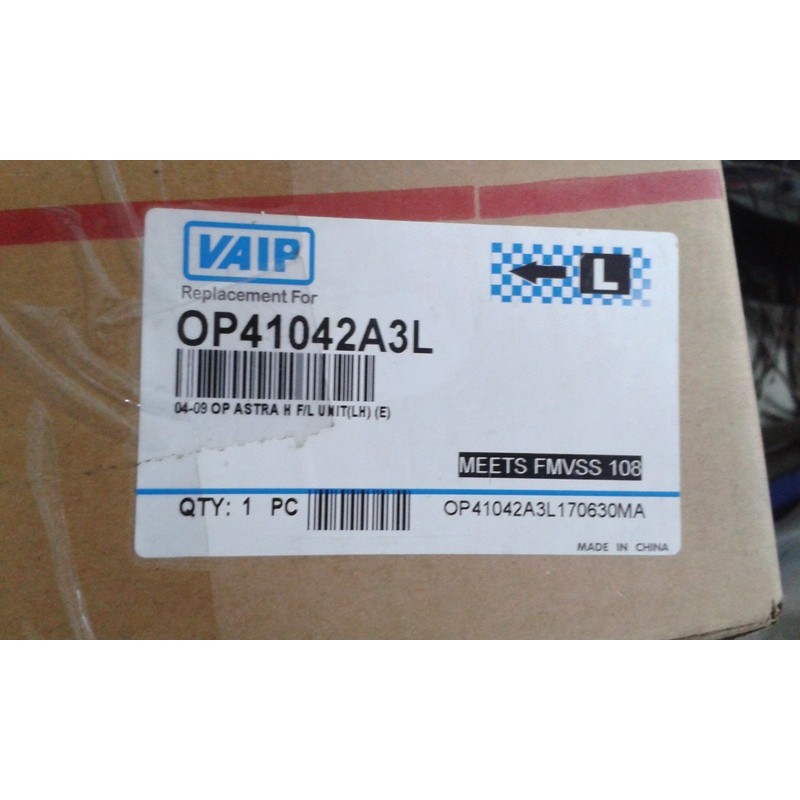 VAIP
L
Replacement For
OP41042A3L
04-09 OP ASTRA H F/L UNIT(LH) (E)
MEETS FMVSS 108
QTY: 1 PC
OP41042A3L170630MA
MADE IN CHINA